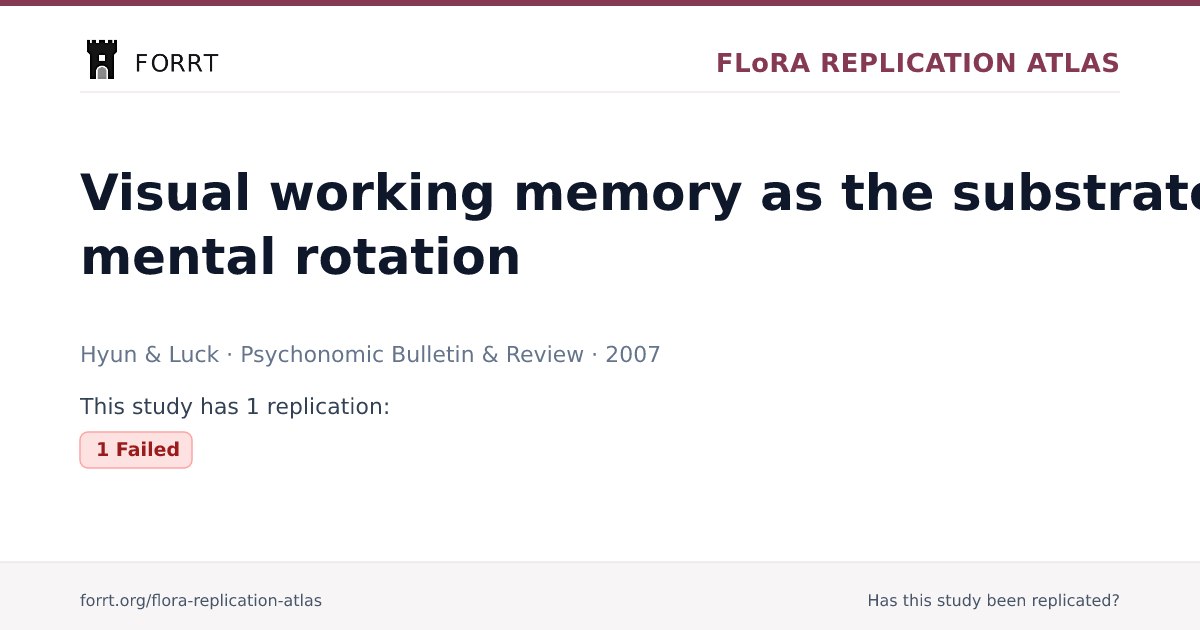 FORRT
FLoRA REPLICATION ATLAS
Visual working memory as the substrate
mental rotation
Hyun & Luck · Psychonomic Bulletin & Review · 2007
This study has 1 replication:
1 Failed
forrt.org/flora-replication-atlas
Has this study been replicated?